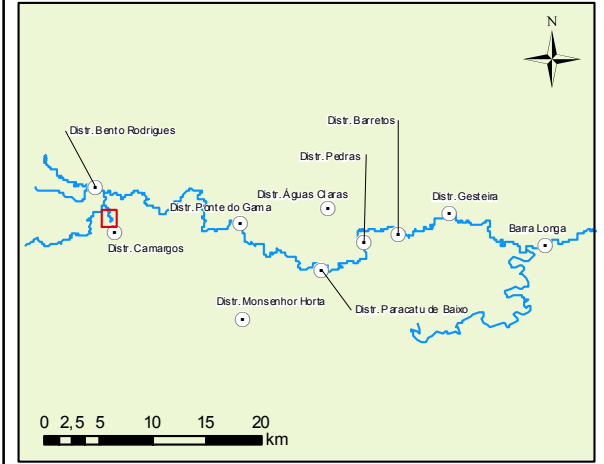 N
Distr. Bento Rodrigues
Distr. Barretos
Distr. Pedras
Distr. Águas Claras
Distr. Gesteira
Distr. Ponte do Gama
Barra Longa
Distr. Camargos
Distr. Monsenhor Horta
Distr. Paracatu de Baixo
0 2,5 5 10 15 20
km